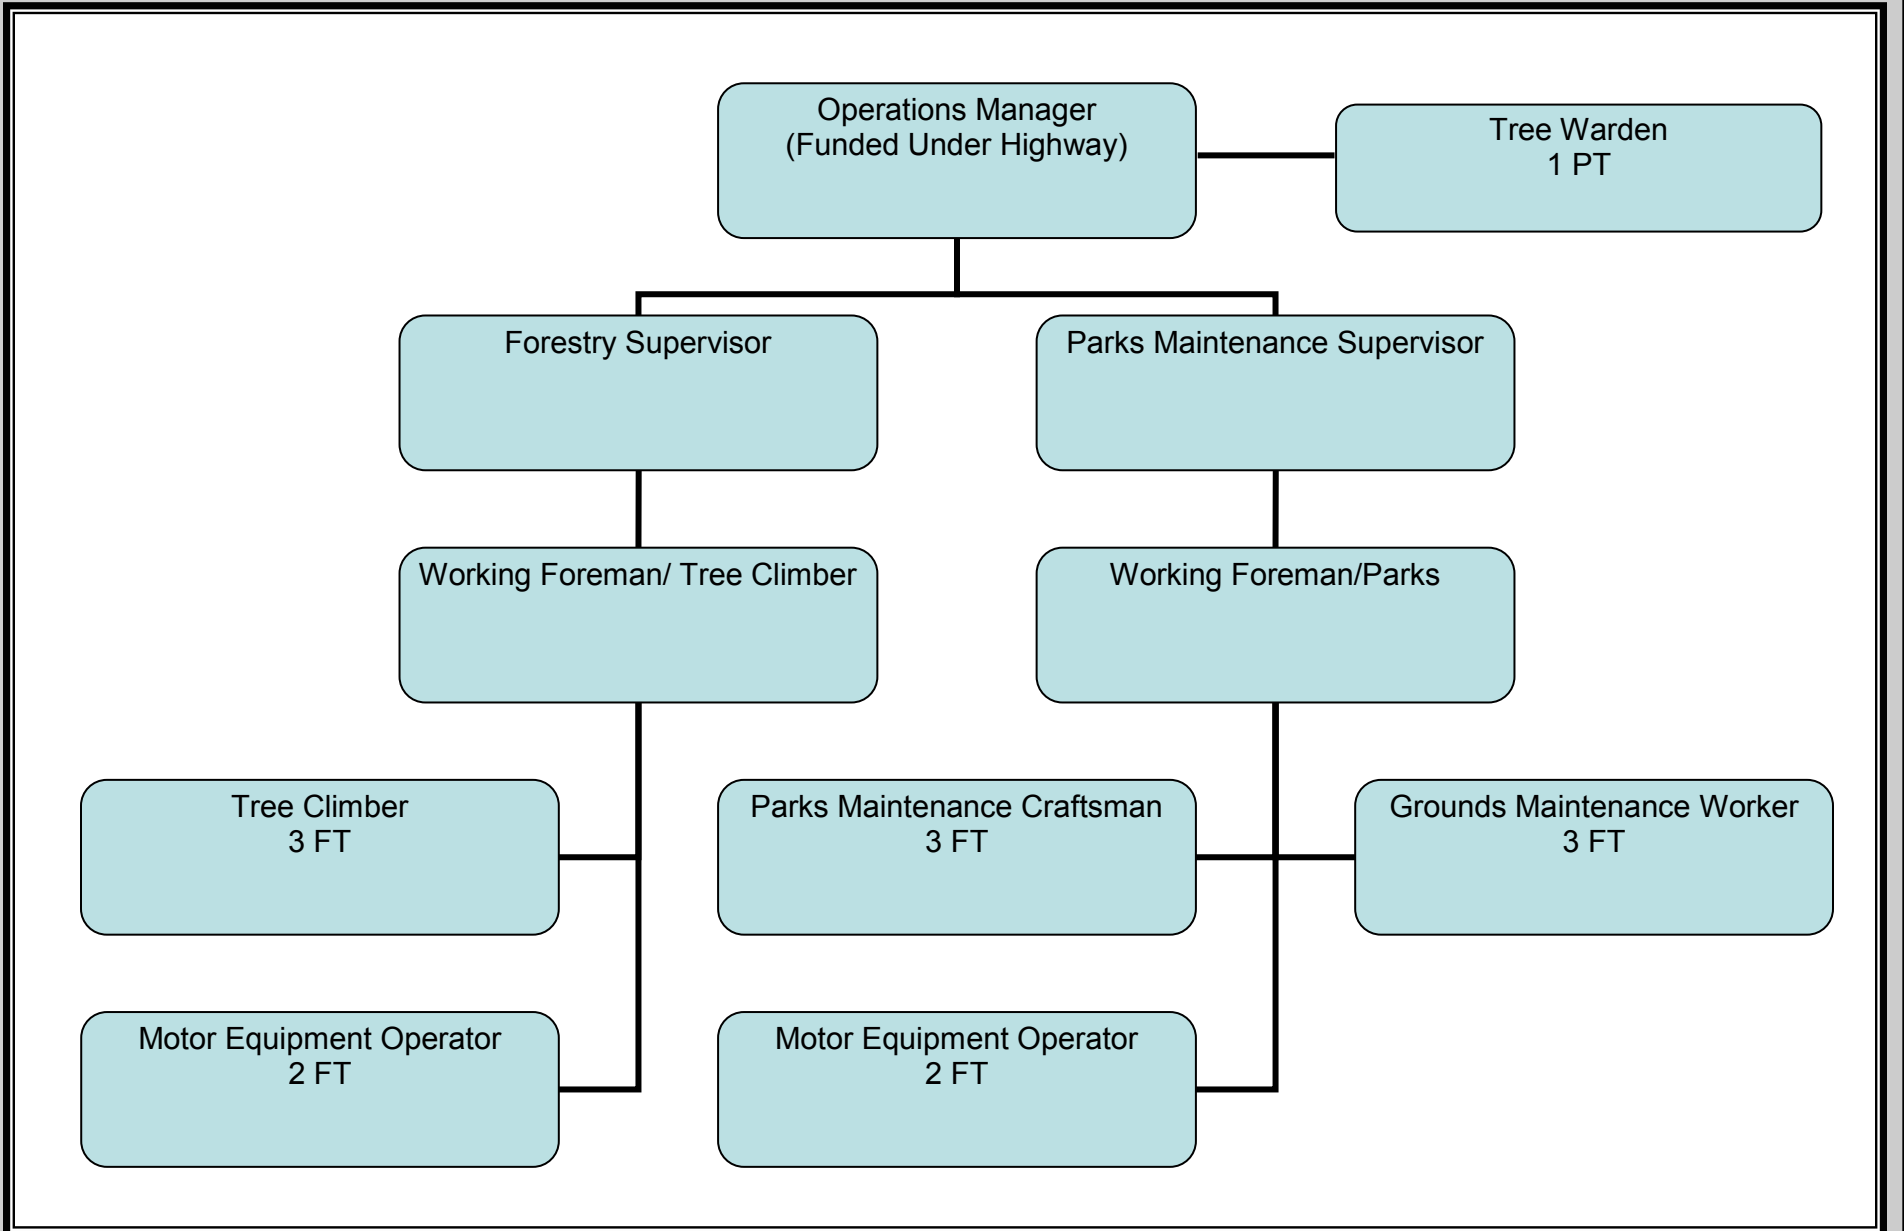 Operations Manager
(Funded Under Highway)
Tree Warden
1 PT
Forestry Supervisor
Parks Maintenance Supervisor
Working Foreman/ Tree Climber
Working Foreman/Parks
Tree Climber
3 FT
Parks Maintenance Craftsman
3 FT
Grounds Maintenance Worker
3 FT
Motor Equipment Operator
2 FT
Motor Equipment Operator
2 FT